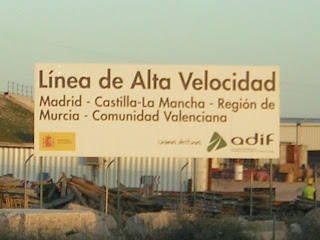 Línea de Alta Velocidad
Madrid - Castilla-La Mancha - Región de
Murcia - Comunidad Valenciana
adif